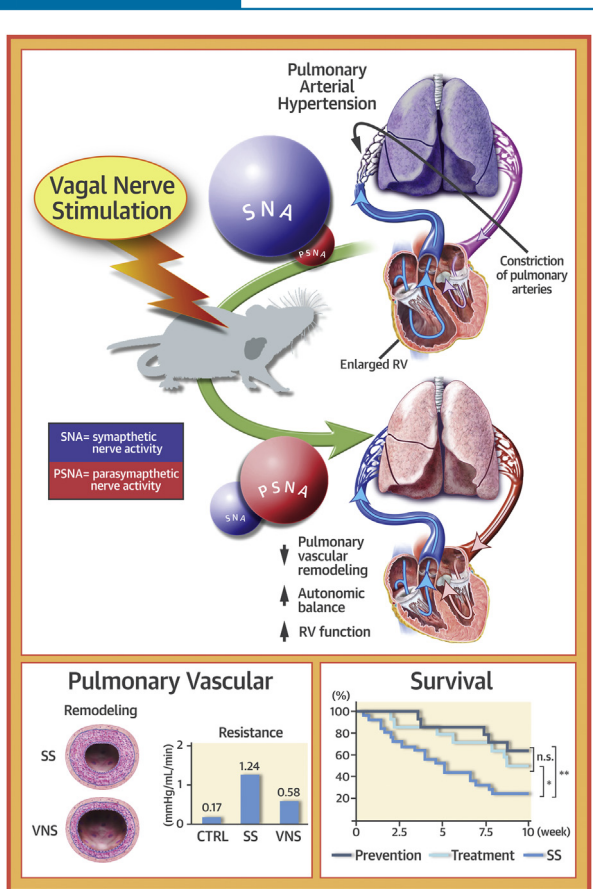 Pulmonary
Arterial
Hypertension
Vagal Nerve
Stimulation
SNA
PSNA
Constriction
of pulmonary
arteries
Enlarged RV
SNA= symapthetic
nerve activity
PSNA= parasymapthetic
nerve activity
PSNA
SNA
Pulmonary
vascular
remodeling
Autonomic
balance
RV function
Pulmonary Vascular
Remodeling
SS
VNS
Resistance
(mmHg/mL/min)
2
1
0
0.17
1.24
0.58
CTRL SS VNS
Survival
(%)
100
80
60
40
20
n.s.
*
**
0 2.5 5 7.5 10 (week)
Prevention Treatment SS